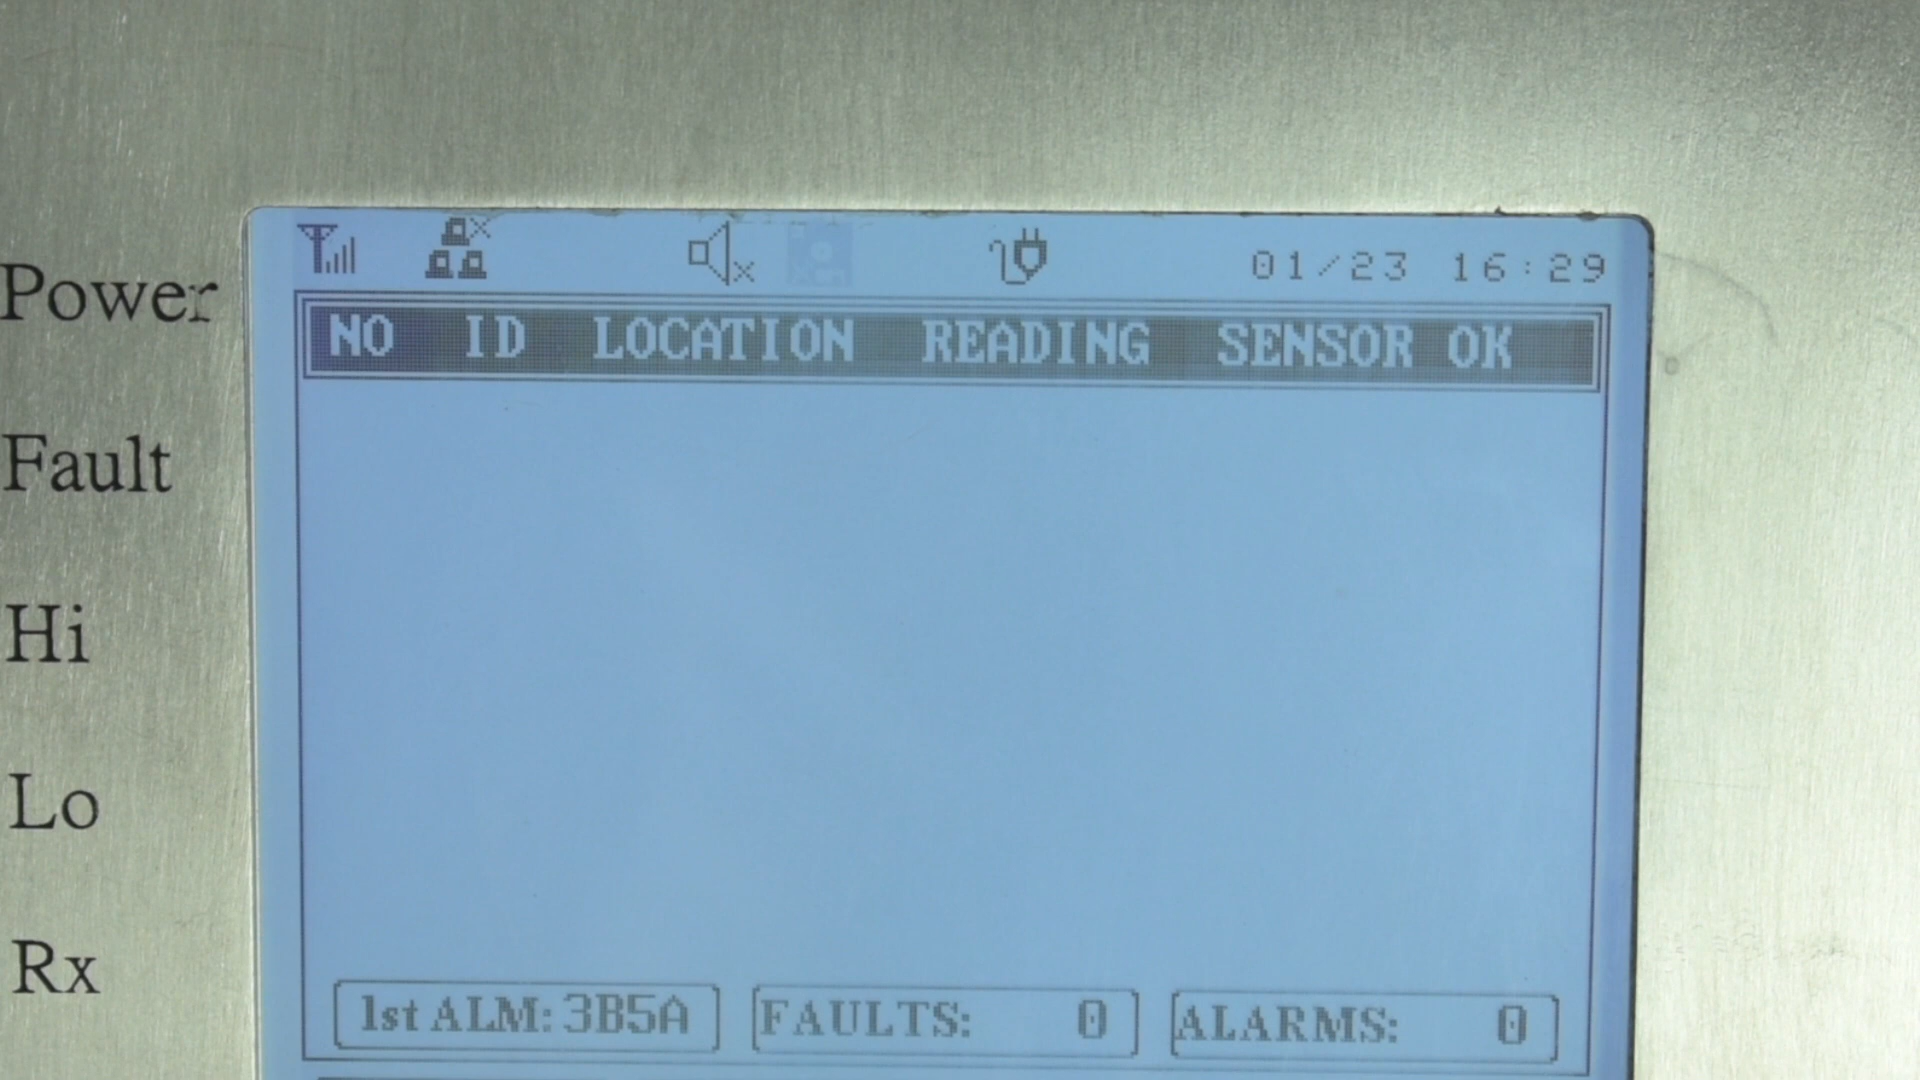 01/23 16:29
Power
NO ID LOCATION READING SENSOR OK
Fault
Hi
Lo
Rx
1st ALM: 3B5A FAULTS: 0 ALARMS: 0